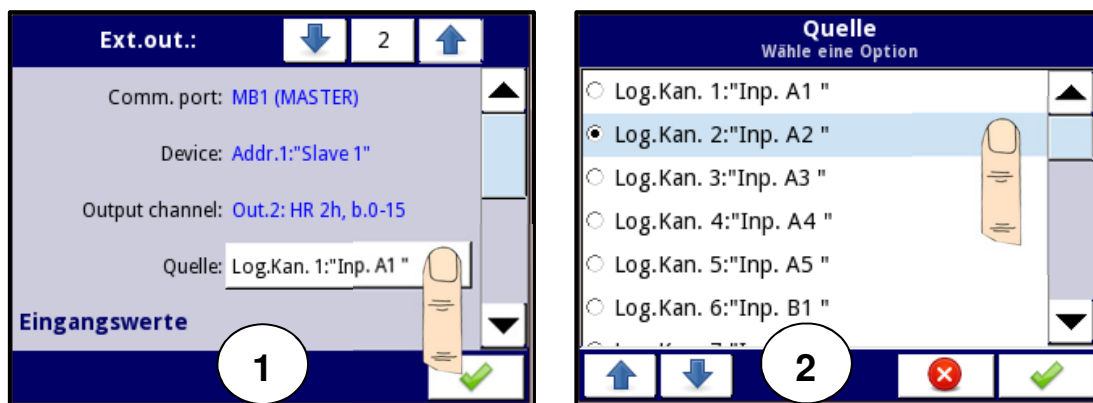 Ext.out.:
2
Comm. port: MB1 (MASTER)
Device: Addr.1:"Slave 1"
Output channel: Out.2: HR 2h, b.0-15
Quelle: Log.Kan. 1:"Inp. A1 "
Eingangswerte
1
Quelle
Wähle eine Option
Log.Kan. 1:"Inp. A1 "
Log.Kan. 2:"Inp. A2 "
Log.Kan. 3:"Inp. A3 "
Log.Kan. 4:"Inp. A4 "
Log.Kan. 5:"Inp. A5 "
Log.Kan. 6:"Inp. B1 "
2